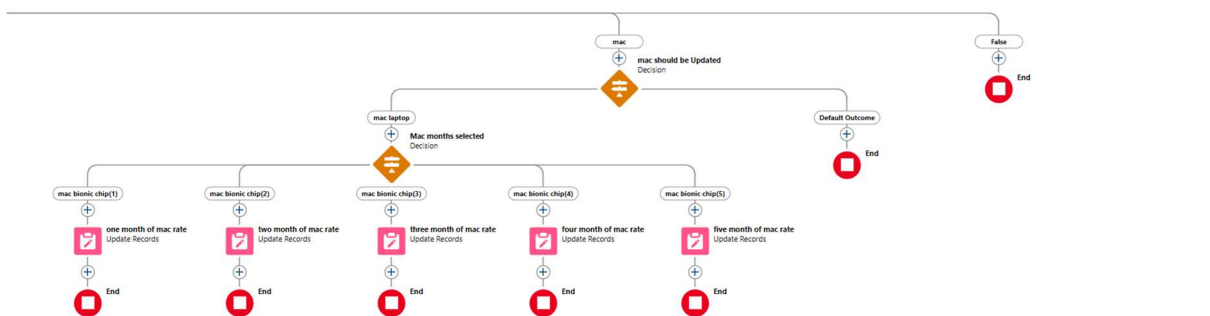 mac
False
mac should be Updated
Decision
End
mac laptop
Default Outcome
Mac months selected
Decision
End
mac bionic chip(1)
mac bionic chip(2)
mac bionic chip(3)
mac bionic chip(4)
mac bionic chip(5)
one month of mac rate
Update Records
two month of mac rate
Update Records
three month of mac rate
Update Records
four month of mac rate
Update Records
five month of mac rate
Update Records
End
End
End
End
End